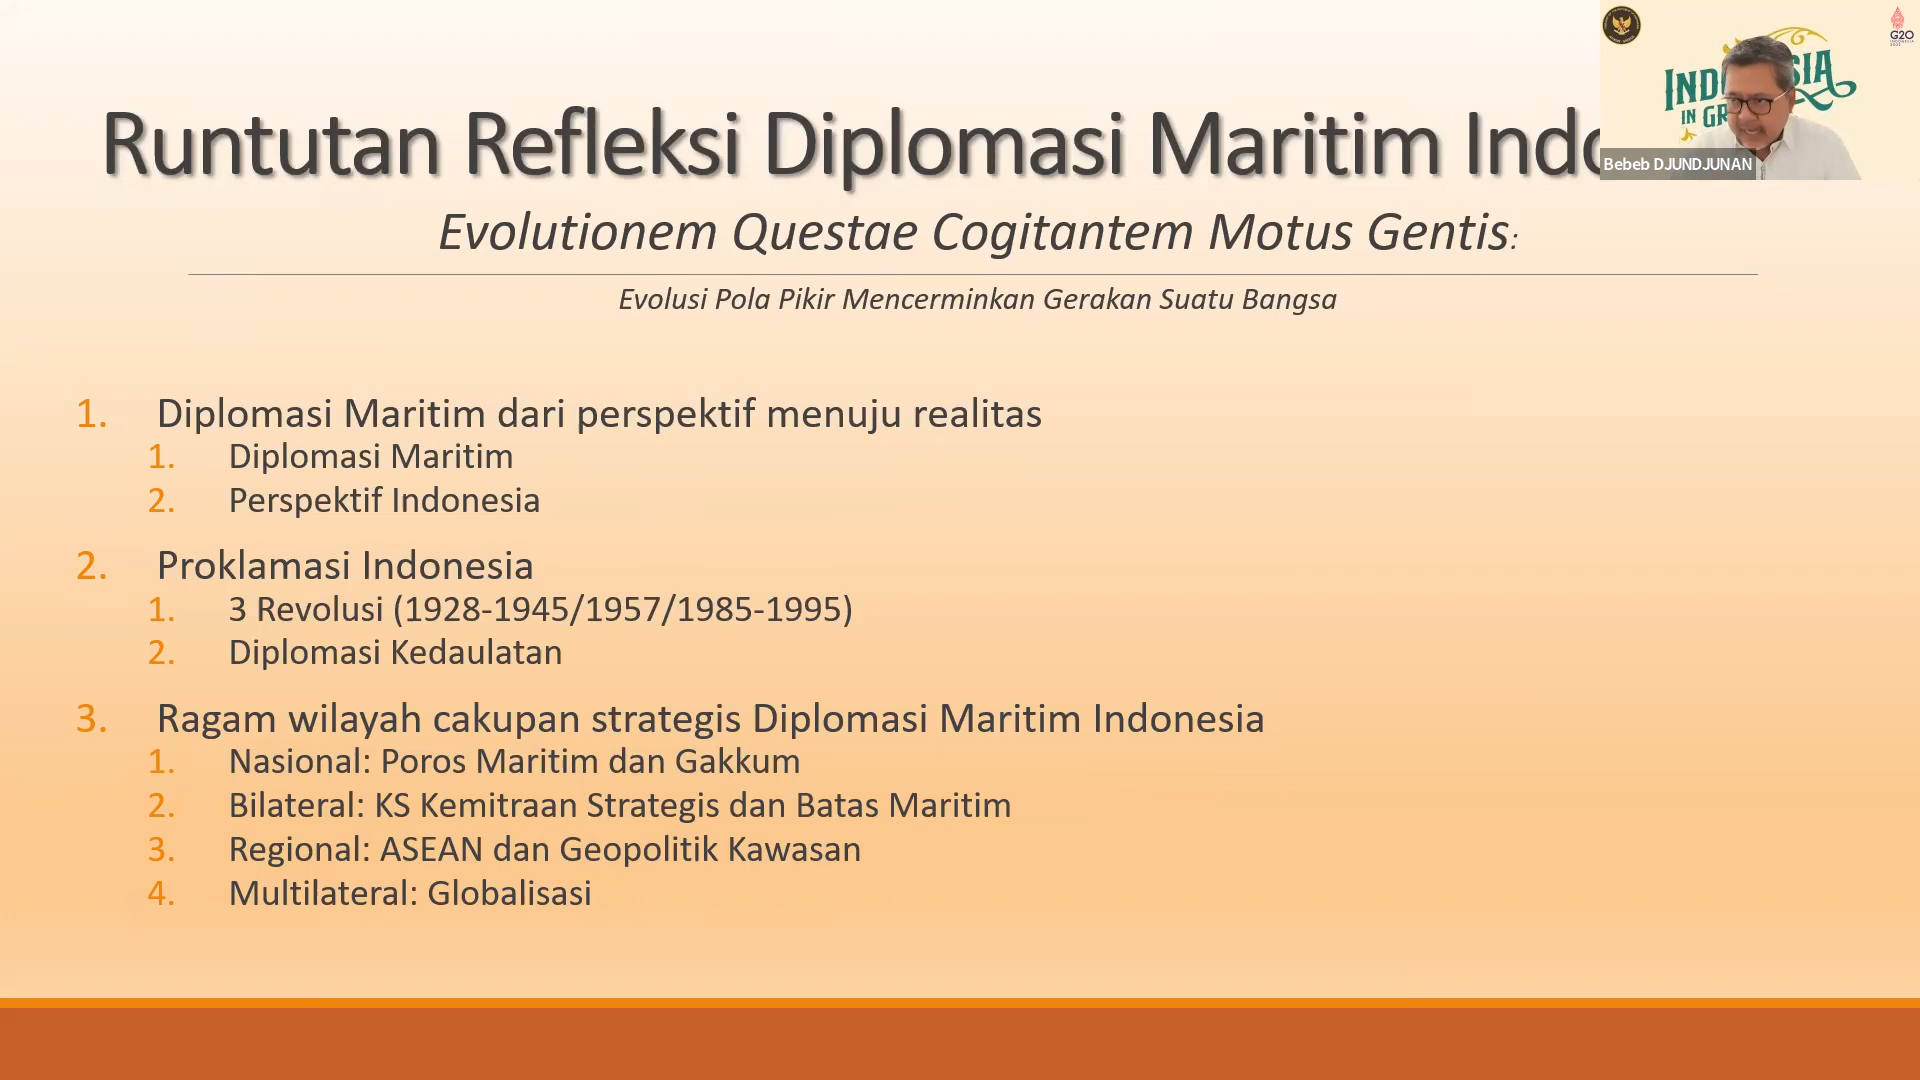 Runtutan Refleksi Diplomasi Maritim Indo
Evolutionem Questae Cogitantem Motus Gentis:
Evolusi Pola Pikir Mencerminkan Gerakan Suatu Bangsa
1. Diplomasi Maritim dari perspektif menuju realitas
1. Diplomasi Maritim
2. Perspektif Indonesia
2. Proklamasi Indonesia
1. 3 Revolusi (1928-1945/1957/1985-1995)
2. Diplomasi Kedaulatan
3. Ragam wilayah cakupan strategis Diplomasi Maritim Indonesia
1. Nasional: Poros Maritim dan Gakkum
2. Bilateral: KS Kemitraan Strategis dan Batas Maritim
3. Regional: ASEAN dan Geopolitik Kawasan
4. Multilateral: Globalisasi
G20
IND SIA
IN GR
Bebeb DJUNDJUNAN